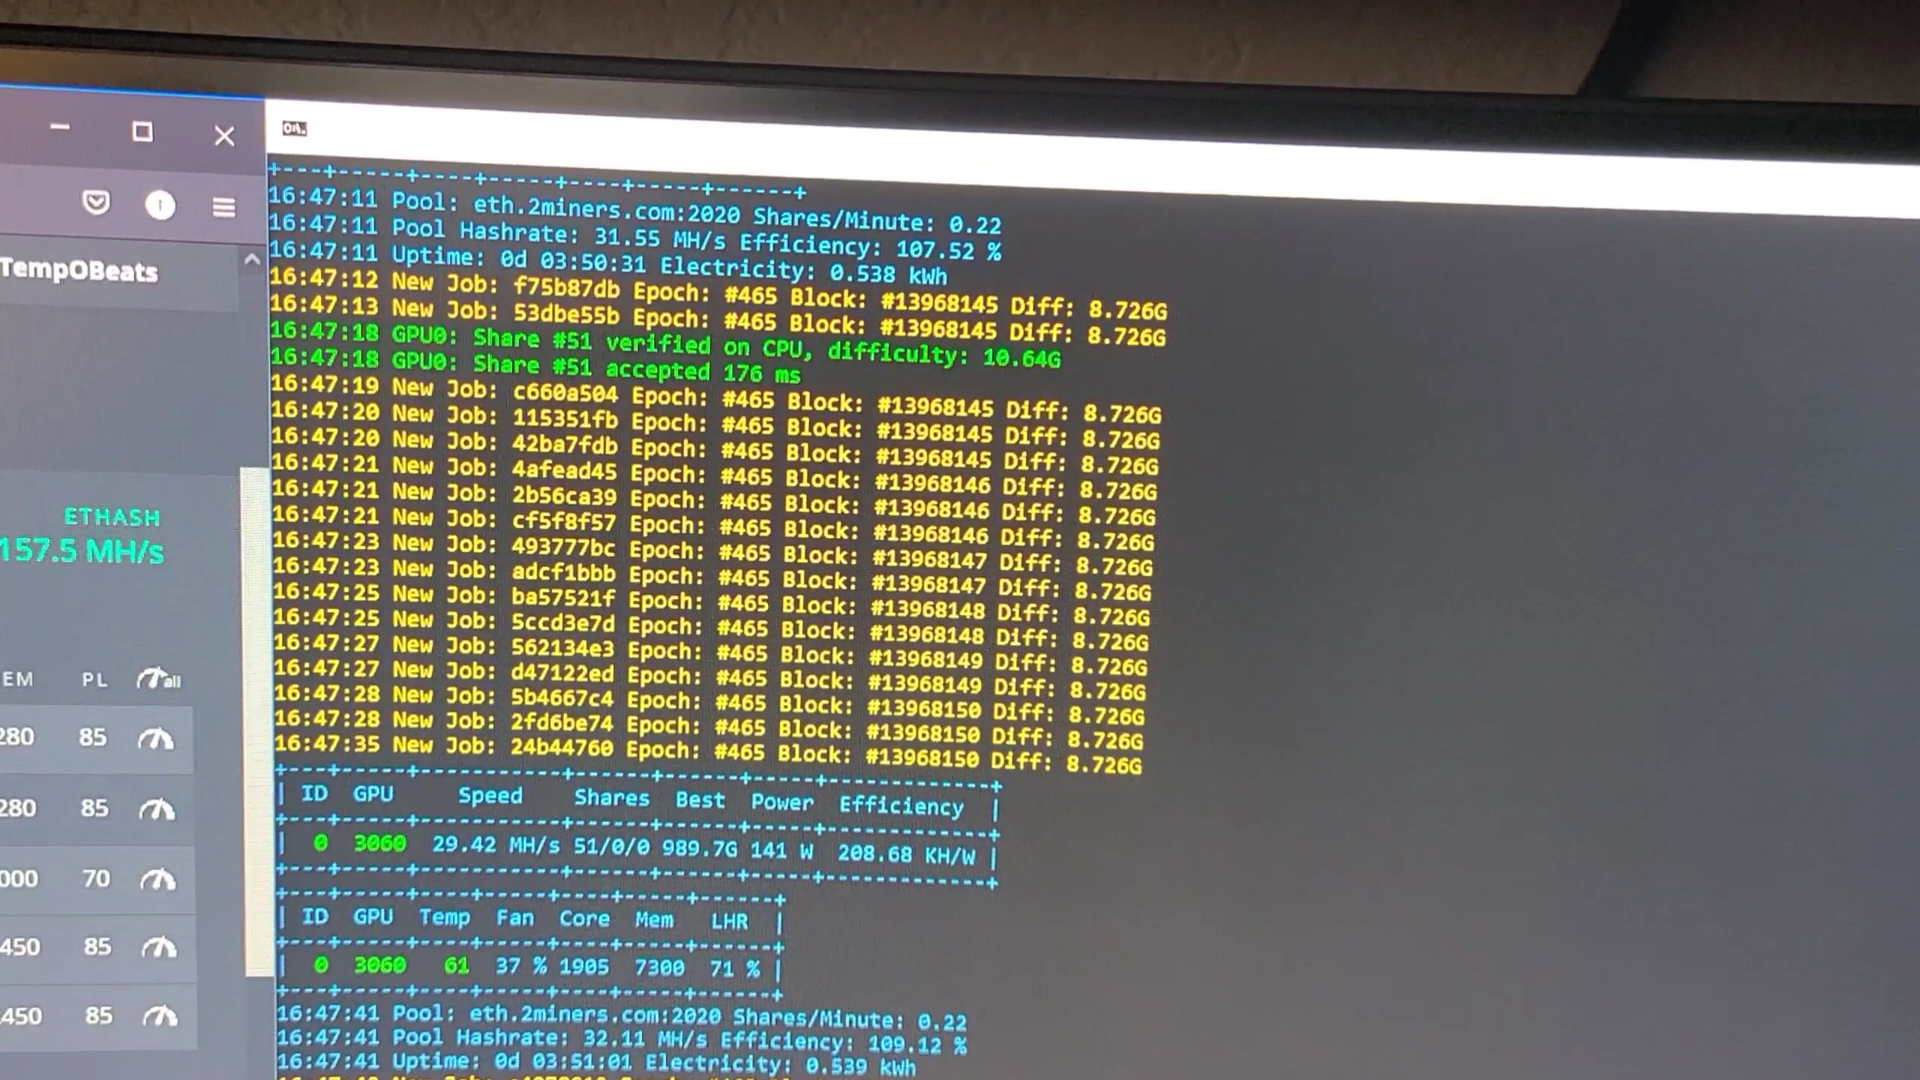 TempOBeats
ETHASH
157.5 MH/s
EM PL all
280 85
280 85
000 70
450 85
450 85
16:47:11 Pool: eth.2miners.com:2020 Shares/Minute: 0.22
16:47:11 Pool Hashrate: 31.55 MH/s Efficiency: 107.52 %
16:47:11 Uptime: 0d 03:50:31 Electricity: 0.538 kWh
16:47:12 New Job: f75b87db Epoch: #465 Block: #13968145 Diff: 8.726G
16:47:13 New Job: 53dbe55b Epoch: #465 Block: #13968145 Diff: 8.726G
16:47:18 GPU0: Share #51 verified on CPU, difficulty: 10.64G
16:47:18 GPU0: Share #51 accepted 176 ms
16:47:19 New Job: c660a504 Epoch: #465 Block: #13968145 Diff: 8.726G
16:47:20 New Job: 115351fb Epoch: #465 Block: #13968145 Diff: 8.726G
16:47:20 New Job: 42ba7fdb Epoch: #465 Block: #13968145 Diff: 8.726G
16:47:21 New Job: 4afead45 Epoch: #465 Block: #13968146 Diff: 8.726G
16:47:21 New Job: 2b56ca39 Epoch: #465 Block: #13968146 Diff: 8.726G
16:47:21 New Job: cf5f8f57 Epoch: #465 Block: #13968146 Diff: 8.726G
16:47:23 New Job: 493777bc Epoch: #465 Block: #13968147 Diff: 8.726G
16:47:23 New Job: adcf1bbb Epoch: #465 Block: #13968147 Diff: 8.726G
16:47:25 New Job: ba57521f Epoch: #465 Block: #13968148 Diff: 8.726G
16:47:25 New Job: 5ccd3e7d Epoch: #465 Block: #13968148 Diff: 8.726G
16:47:27 New Job: 562134e3 Epoch: #465 Block: #13968149 Diff: 8.726G
16:47:27 New Job: d47122ed Epoch: #465 Block: #13968149 Diff: 8.726G
16:47:28 New Job: 5b4667c4 Epoch: #465 Block: #13968150 Diff: 8.726G
16:47:28 New Job: 2fd6be74 Epoch: #465 Block: #13968150 Diff: 8.726G
16:47:35 New Job: 24b44760 Epoch: #465 Block: #13968150 Diff: 8.726G
ID GPU Speed Shares Best Power Efficiency
0 3060 29.42 MH/s 51/0/0 989.7G 141 W 208.68 KH/W
ID GPU Temp Fan Core Mem LHR
0 3060 61 37 % 1905 7300 71 %
16:47:41 Pool: eth.2miners.com:2020 Shares/Minute: 0.22
16:47:41 Pool Hashrate: 32.11 MH/s Efficiency: 109.12 %
16:47:41 Uptime: 0d 03:51:01 Electricity: 0.539 kWh